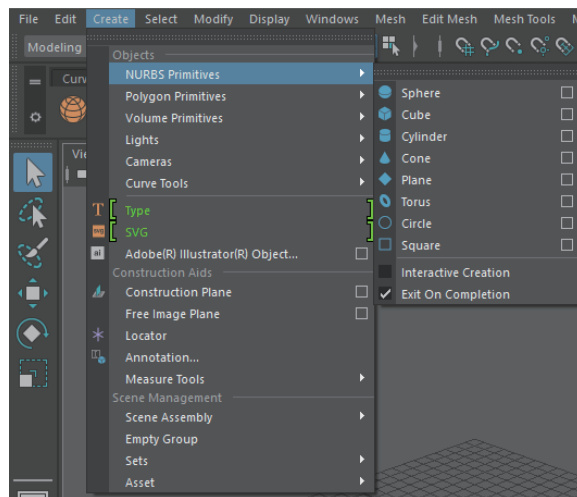 File Edit Create Select Modify Display Windows Mesh Edit Mesh Mesh Tools
Modeling
Objects
Curv
NURBS Primitives
Polygon Primitives
Volume Primitives
Lights
Cameras
Curve Tools
Vie
T Type
SVG
Ai Adobe(R) Illustrator(R) Object...
Construction Aids
Construction Plane
Free Image Plane
Locator
Annotation...
Measure Tools
Scene Management
Scene Assembly
Empty Group
Sets
Asset
Sphere
Cube
Cylinder
Cone
Plane
Torus
Circle
Square
Interactive Creation
Exit On Completion